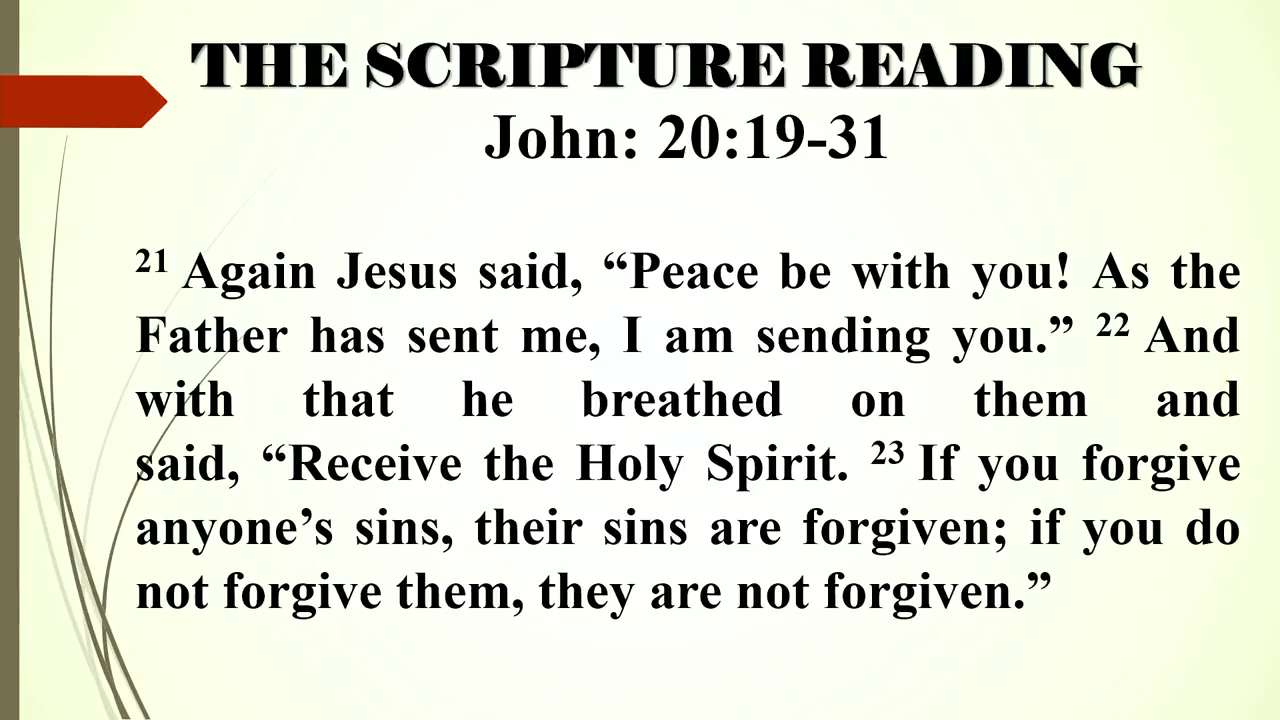 THE SCRIPTURE READING
John: 20:19-31
21 Again Jesus said, “Peace be with you! As the
Father has sent me, I am sending you.” 22 And
with that he breathed on them and
said, “Receive the Holy Spirit. 23 If you forgive
anyone’s sins, their sins are forgiven; if you do
not forgive them, they are not forgiven.”